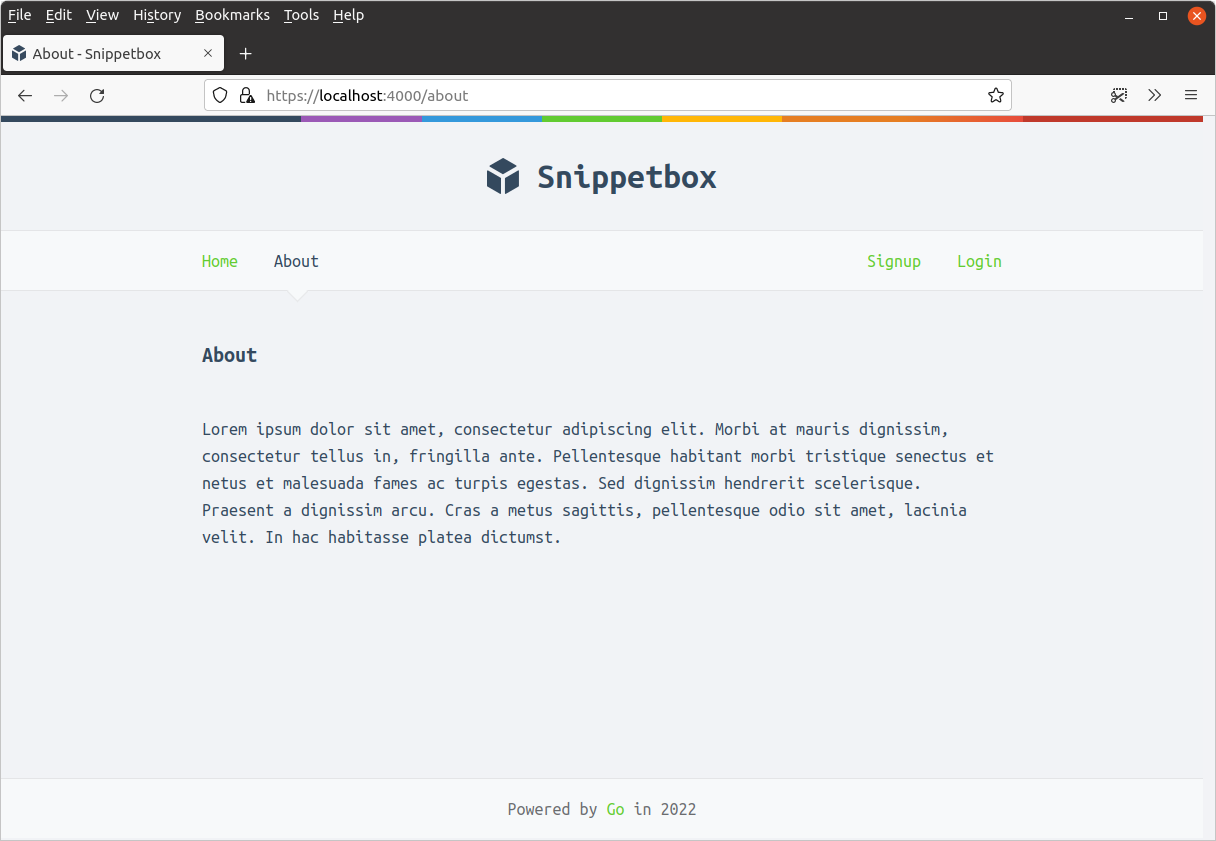 File Edit View History Bookmarks Tools Help
About - Snippetbox
https://localhost:4000/about
Snippetbox
Home About Signup Login
About
Lorem ipsum dolor sit amet, consectetur adipiscing elit. Morbi at mauris dignissim,
consectetur tellus in, fringilla ante. Pellentesque habitant morbi tristique senectus et
netus et malesuada fames ac turpis egestas. Sed dignissim hendrerit scelerisque.
Praesent a dignissim arcu. Cras a metus sagittis, pellentesque odio sit amet, lacinia
velit. In hac habitasse platea dictumst.
Powered by Go in 2022